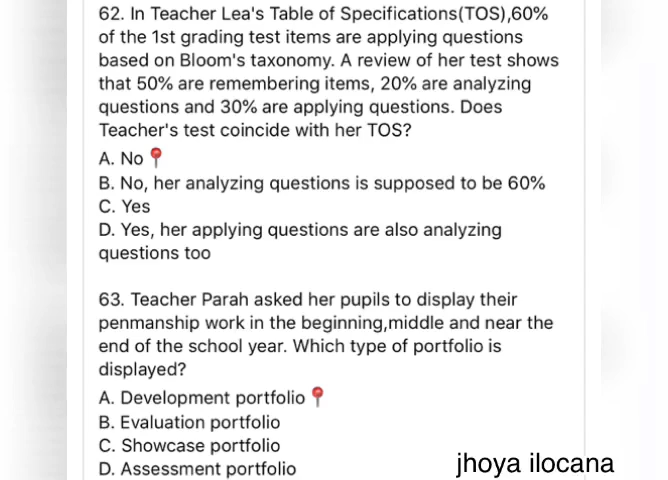 62. In Teacher Lea's Table of Specifications(TOS),60%
of the 1st grading test items are applying questions
based on Bloom's taxonomy. A review of her test shows
that 50% are remembering items, 20% are analyzing
questions and 30% are applying questions. Does
Teacher's test coincide with her TOS?
A. No
B. No, her analyzing questions is supposed to be 60%
C. Yes
D. Yes, her applying questions are also analyzing
questions too
63. Teacher Parah asked her pupils to display their
penmanship work in the beginning,middle and near the
end of the school year. Which type of portfolio is
displayed?
A. Development portfolio
B. Evaluation portfolio
C. Showcase portfolio
D. Assessment portfolio
jhoya ilocana